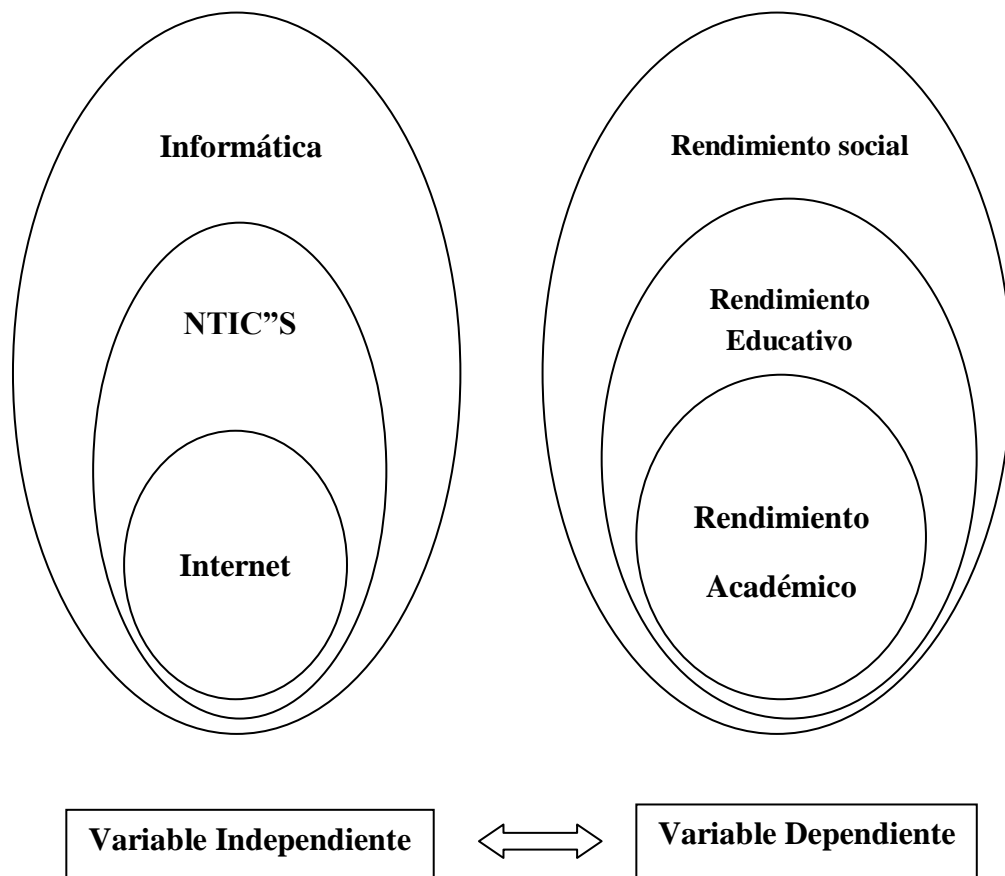 Informática
NTIC”S
Internet
Rendimiento social
Rendimiento
Educativo
Rendimiento
Académico
Variable Independiente
Variable Dependiente